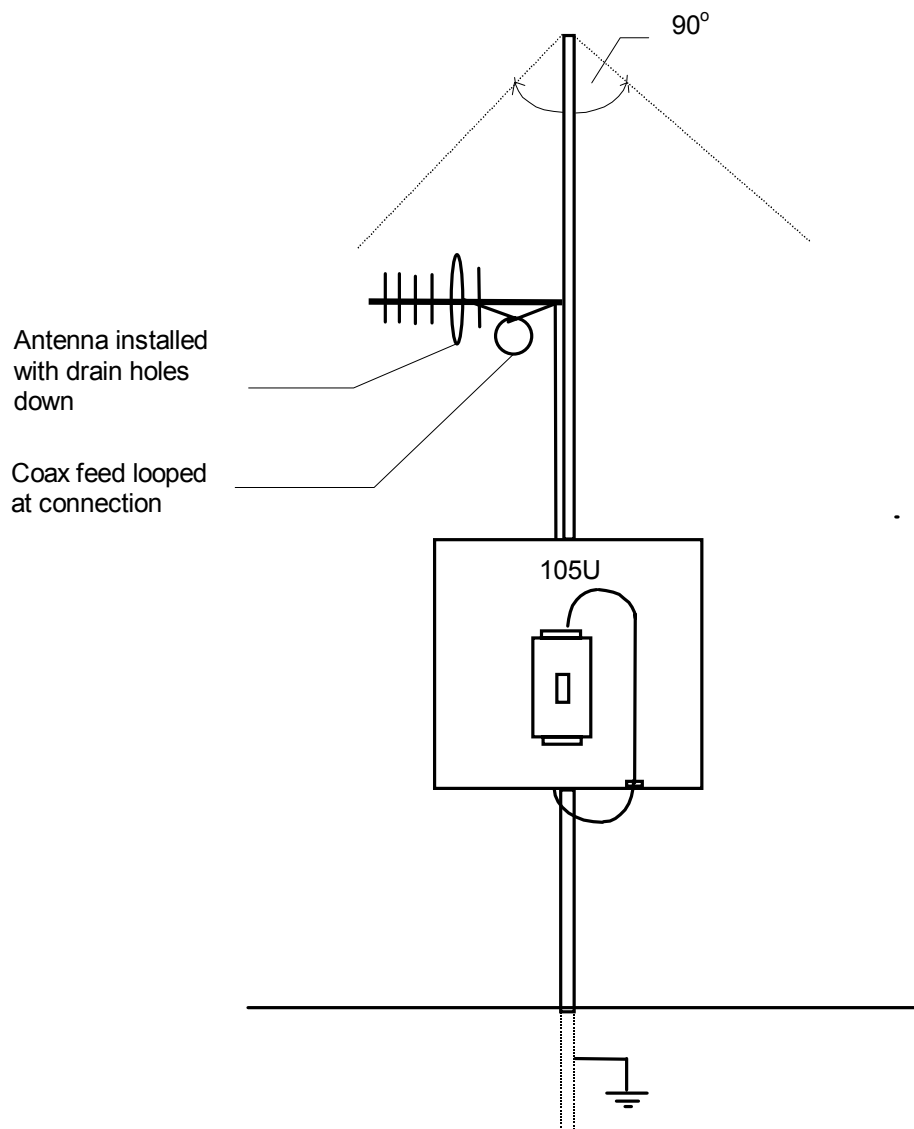 90°
Antenna installed
with drain holes
down
Coax feed looped
at connection
105U